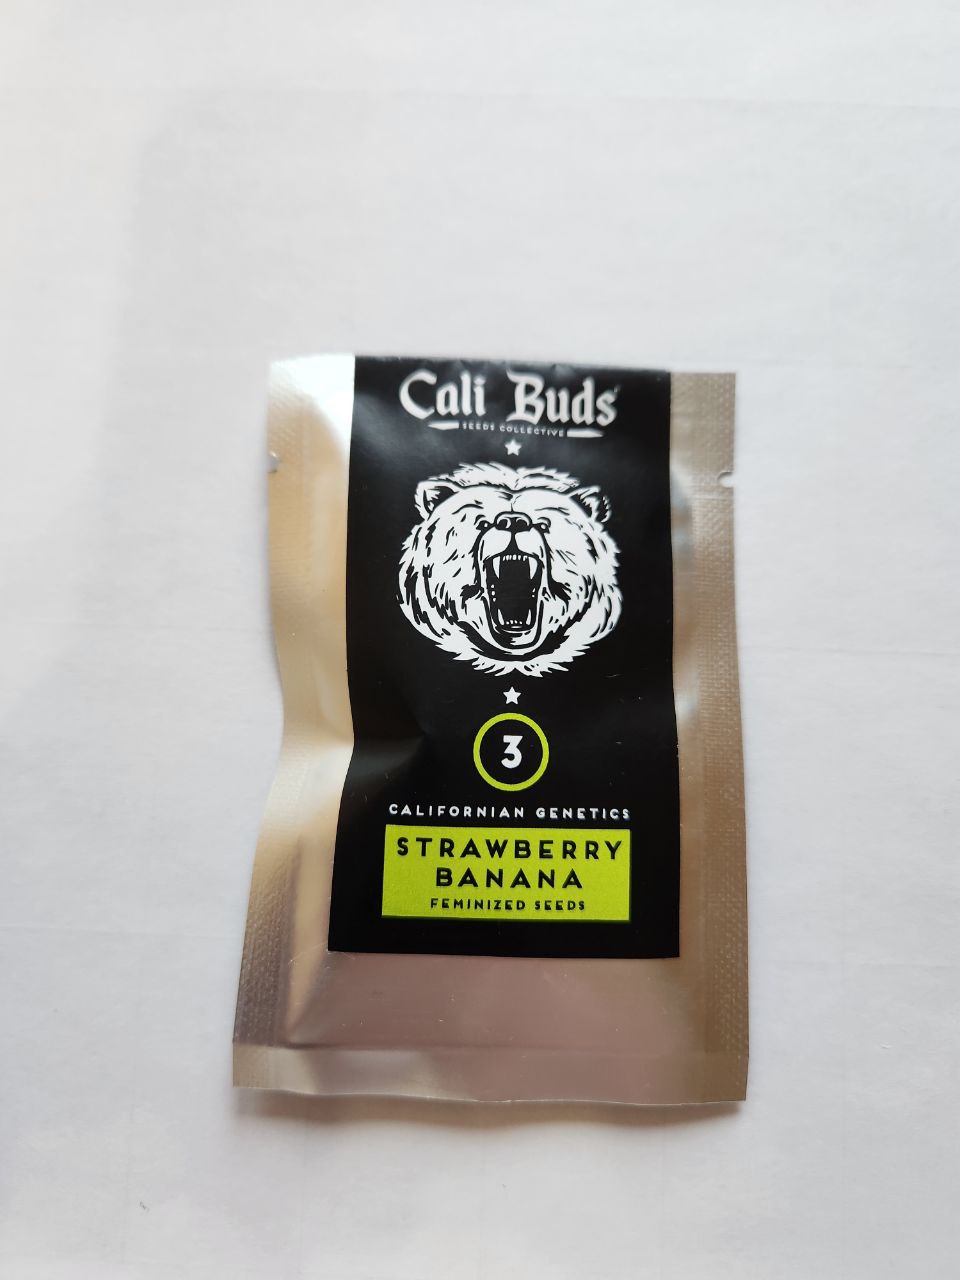 Cali Buds
SEEDS COLLECTIVE
3
CALIFORNIAN GENETICS
STRAWBERRY
BANANA
FEMINIZED SEEDS